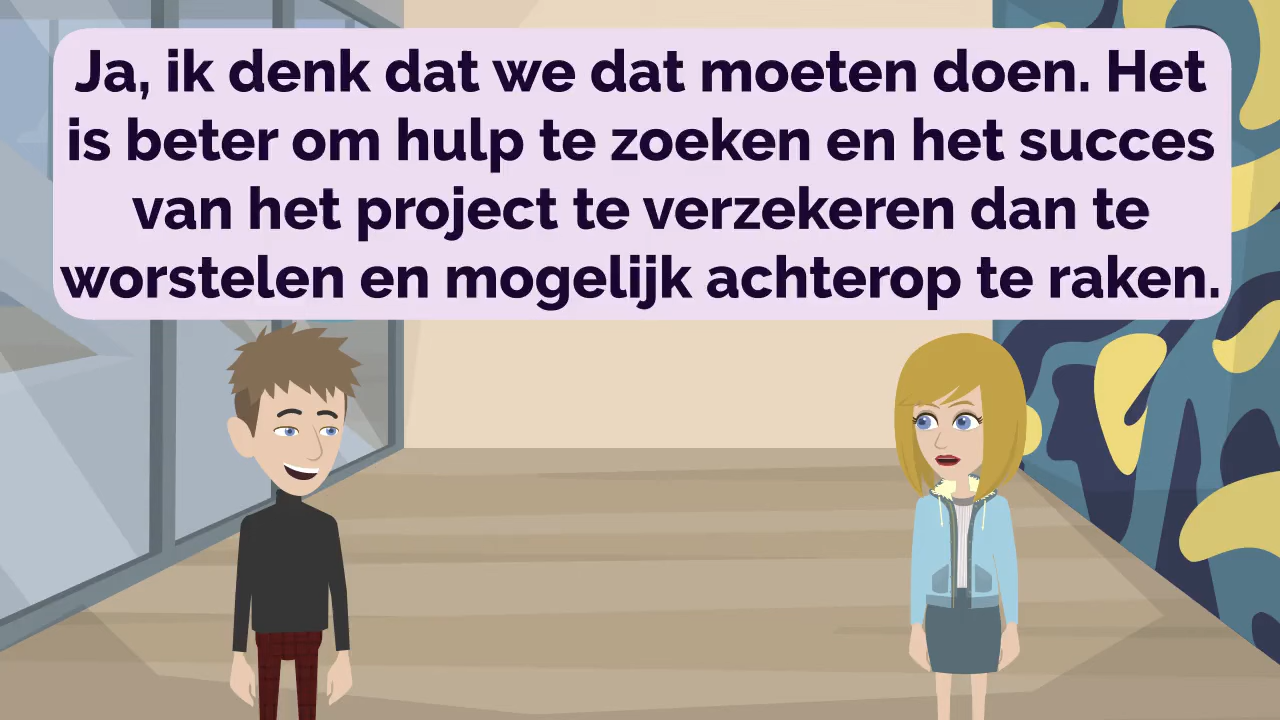 Ja, ik denk dat we dat moeten doen. Het
is beter om hulp te zoeken en het succes
van het project te verzekeren dan te
worstelen en mogelijk achterop te raken.